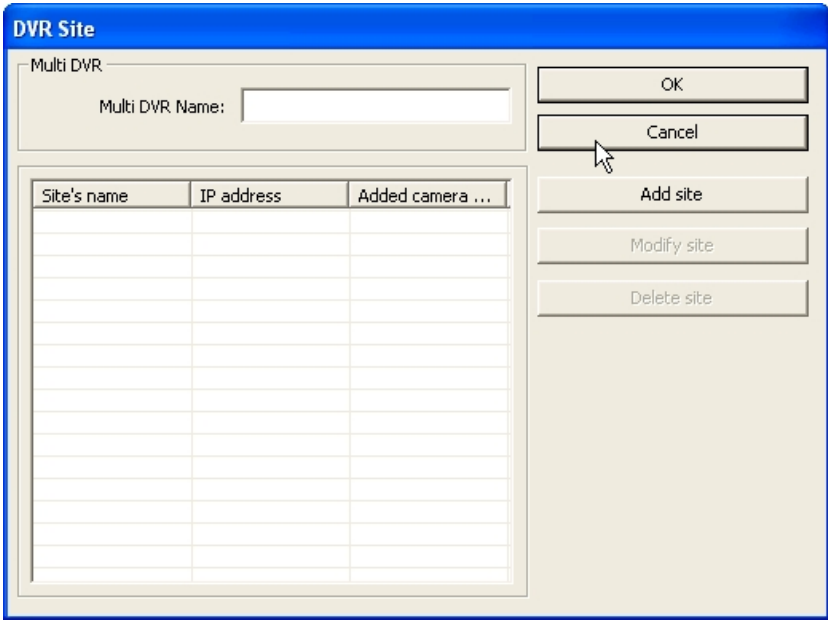 DVR Site
Multi DVR
Multi DVR Name:
OK
Cancel
Site's name IP address Added camera ...
Add site
Modify site
Delete site